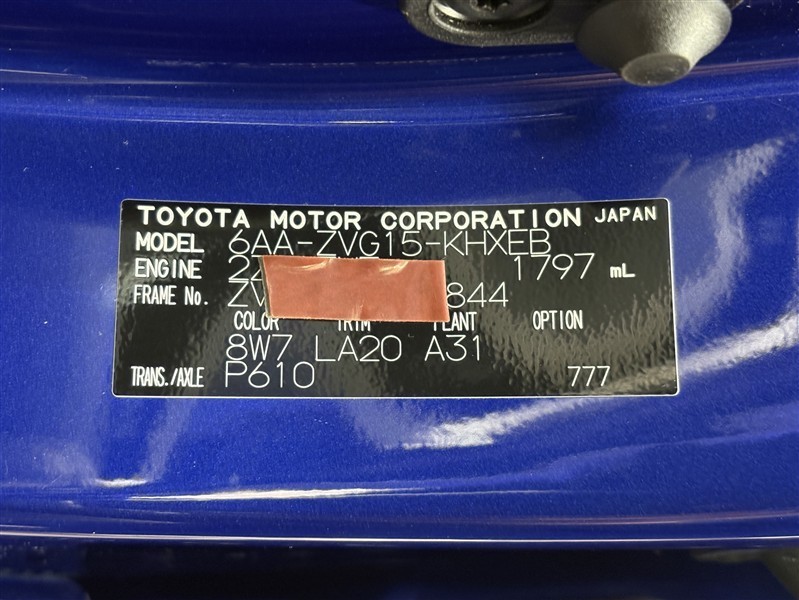 TOYOTA MOTOR CORPORATION JAPAN
MODEL 6AA-ZVG15-KHXEB
ENGINE 1797 mL
FRAME No. ZV 844
COLOR TRIM PLANT OPTION
8W7 LA20 A31
TRANS./AXLE P610 777